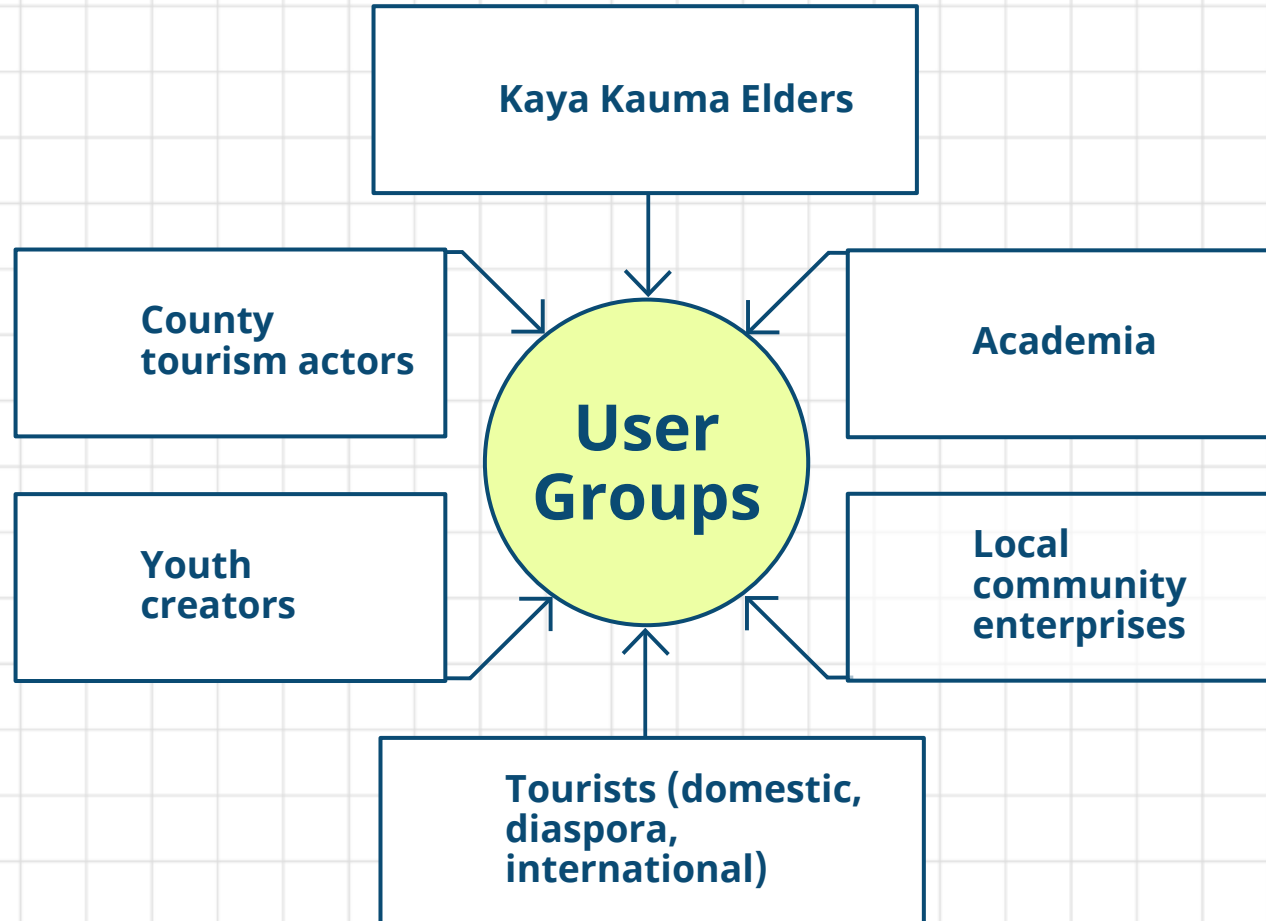 Kaya Kauma Elders
County
tourism actors
Academia
User
Groups
Youth
creators
Local
community
enterprises
Tourists (domestic,
diaspora,
international)